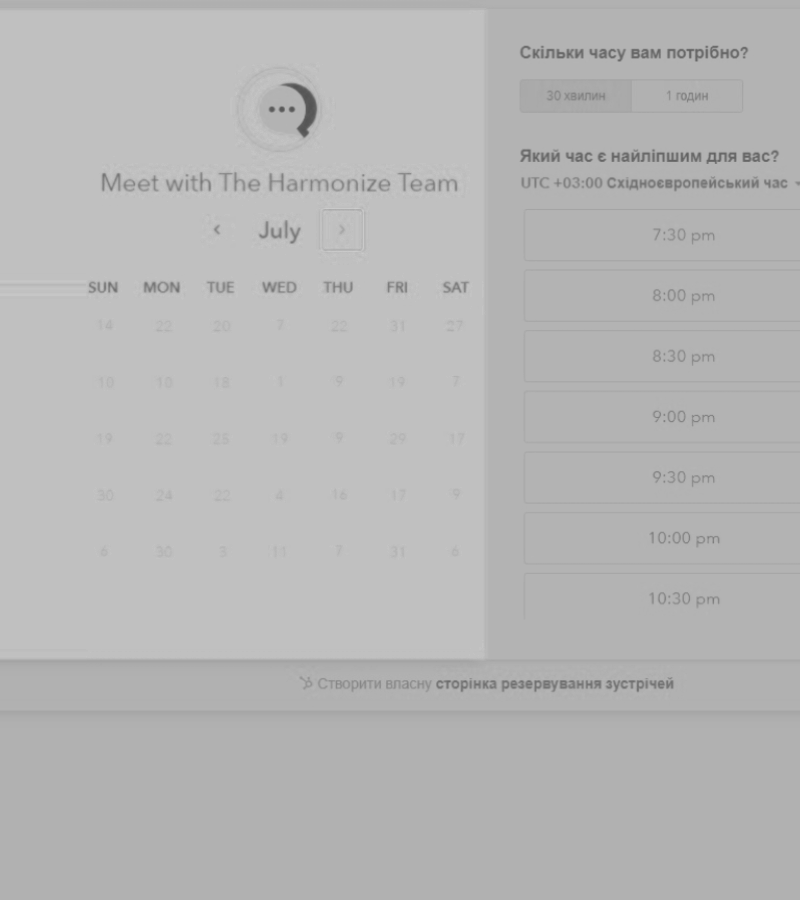 Meet with The Harmonize Team
‹ July ›
SUN MON TUE WED THU FRI SAT
14 22 20 7 22 31 27
10 10 18 1 9 19 7
19 22 25 19 9 29 17
30 24 22 4 16 17 9
6 30 3 11 7 31 6
Скільки часу вам потрібно?
30 хвилин 1 годин
Який час є найліпшим для вас?
UTC +03:00 Східноєвропейський час
7:30 pm
8:00 pm
8:30 pm
9:00 pm
9:30 pm
10:00 pm
10:30 pm
Створити власну сторінка резервування зустрічей